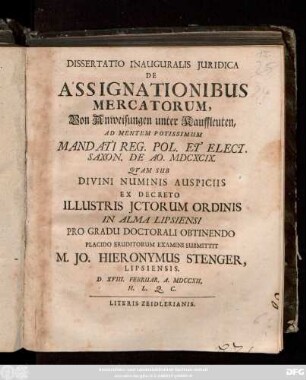 DISSERTATIO INAUGURALIS JURIDICA
DE
ASSIGNATIONIBUS
MERCATORUM,
Von Anweisungen unter Kauffleuten,
AD MENTEM POTISSIMUM
MANDATI REG. POL. ET ELECT.
SAXON. DE AO. MDCXCIX.
QVAM SUB
DIVINI NUMINIS AUSPICIIS
EX DECRETO
ILLUSTRIS JCTORUM ORDINIS
IN ALMA LIPSIENSI
PRO GRADU DOCTORALI OBTINENDO
PLACIDO ERUDITORUM EXAMINI SUBMITTIT
M. JO. HIERONYMUS STENGER,
LIPSIENSIS.
D. XVIII. FEBRUAR. A. MDCCXII.
H. L. Q. C.
LITERIS ZEIDLERIANIS.